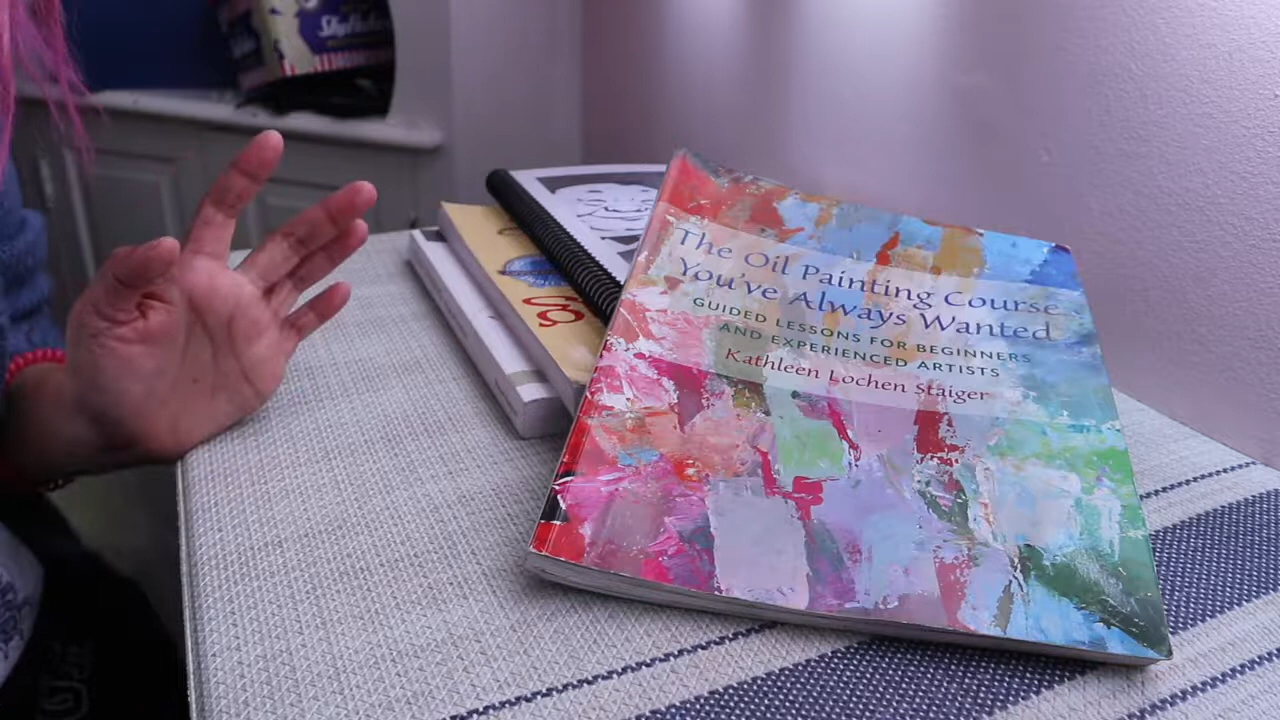 The Oil Painting Course
You've Always Wanted
GUIDED LESSONS FOR BEGINNERS
AND EXPERIENCED ARTISTS
Kathleen Lochen Staiger